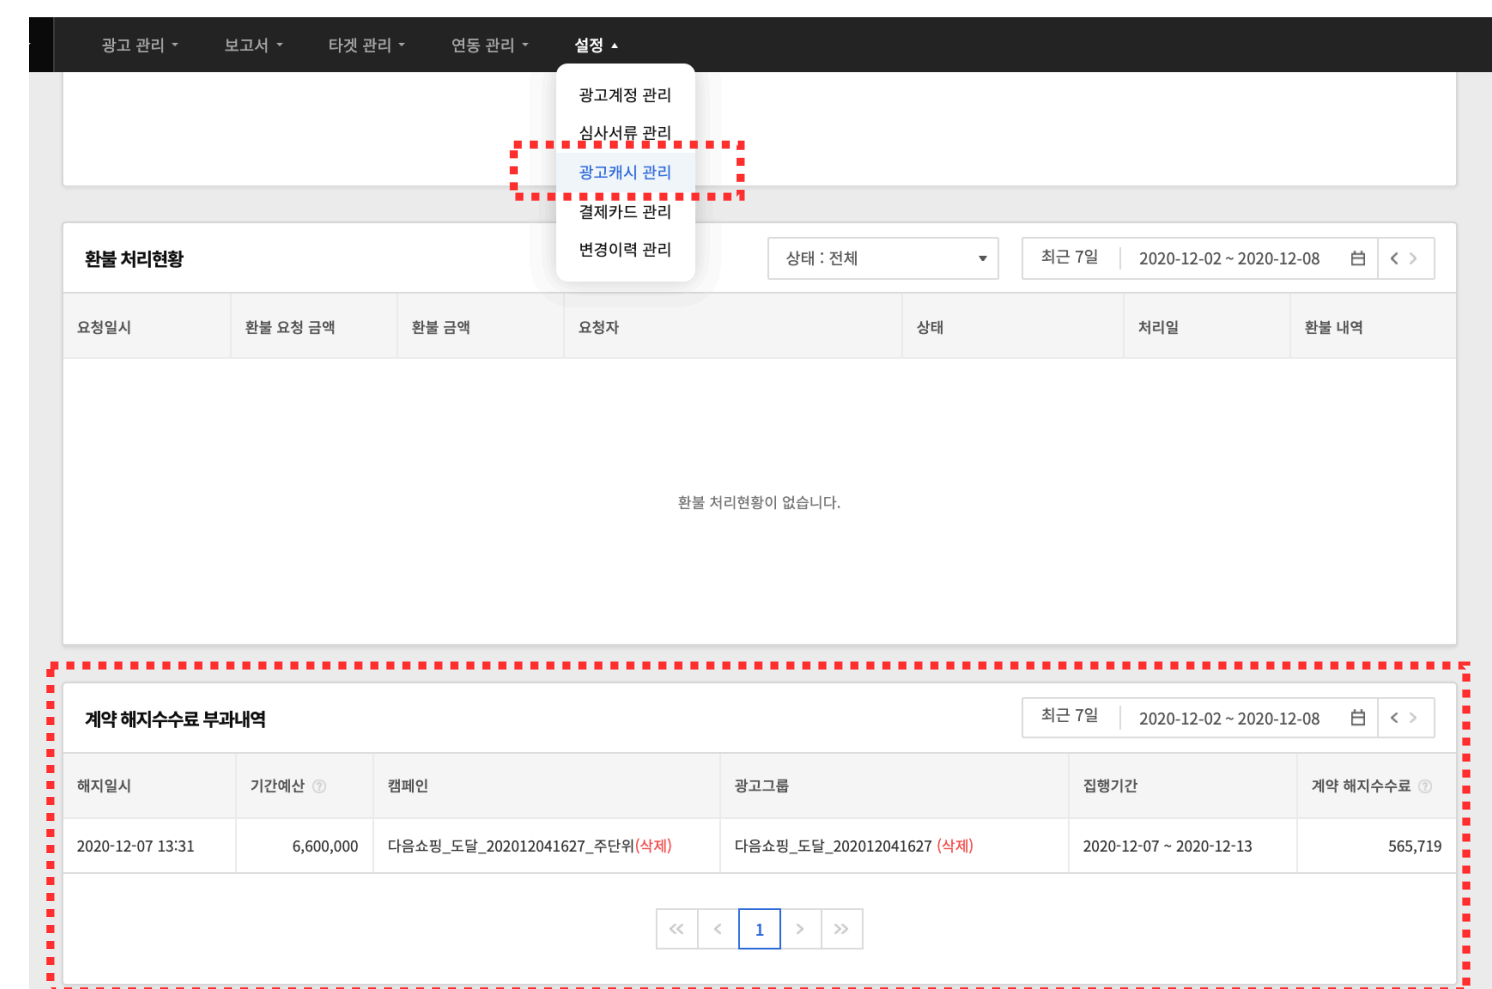 광고 관리 보고서 타겟 관리 연동 관리 설정
광고계정 관리
심사서류 관리
광고캐시 관리
결제카드 관리
변경이력 관리
환불 처리현황 상태 : 전체 최근 7일 2020-12-02 ~ 2020-12-08
요청일시 환불 요청 금액 환불 금액 요청자 상태 처리일 환불 내역
환불 처리현황이 없습니다.
계약 해지수수료 부과내역 최근 7일 2020-12-02 ~ 2020-12-08
해지일시 기간예산 ? 캠페인 광고그룹 집행기간 계약 해지수수료 ?
2020-12-07 13:31 6,600,000 다음쇼핑_도달_202012041627_주단위(삭제) 다음쇼핑_도달_202012041627 (삭제) 2020-12-07 ~ 2020-12-13 565,719
« < 1 > »